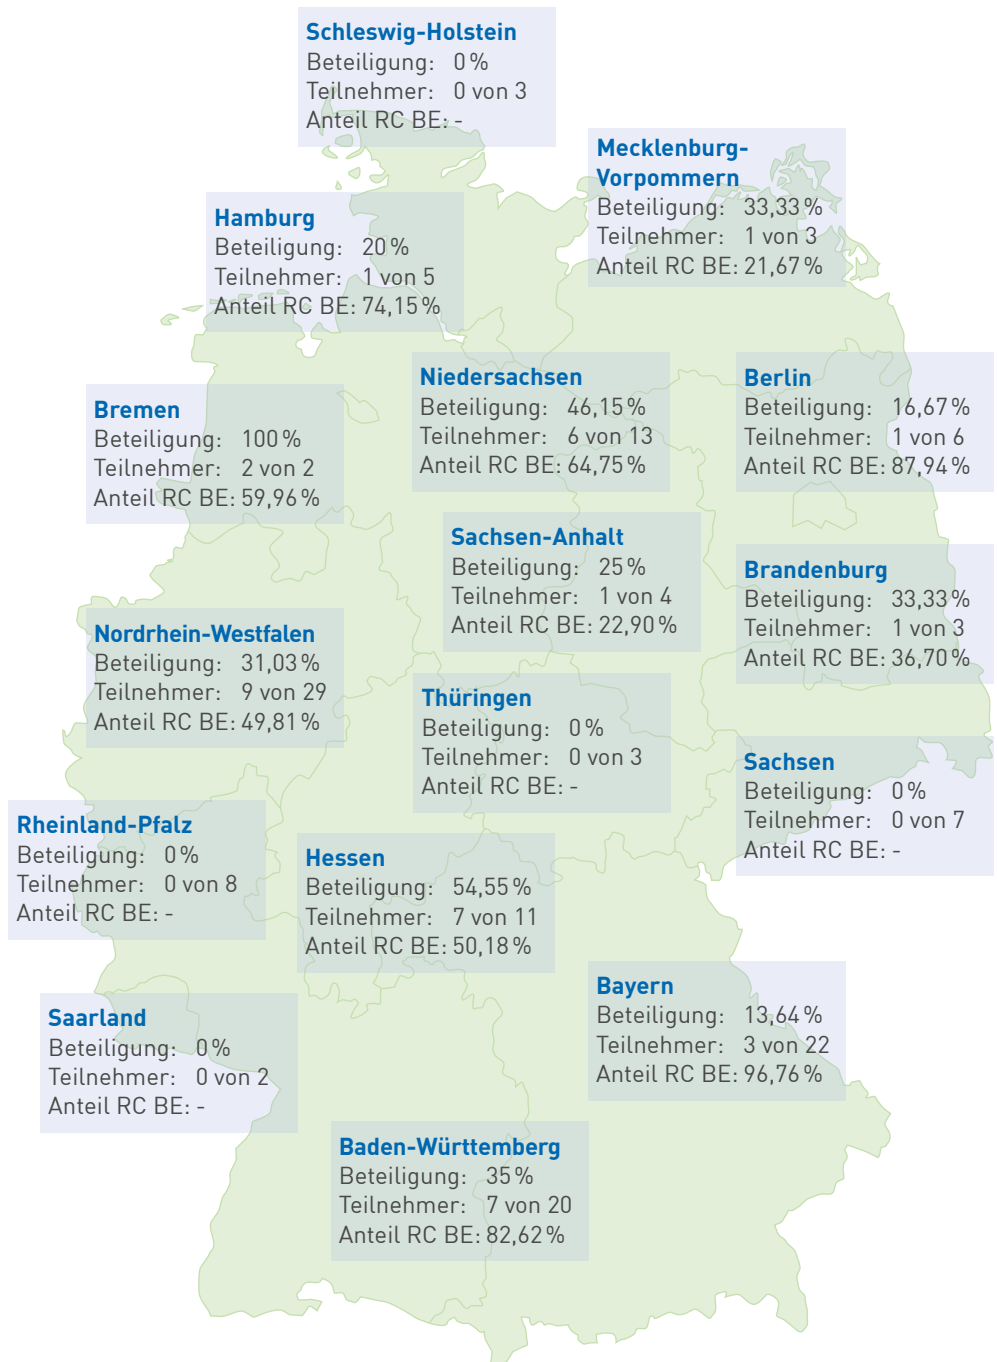 Schleswig-Holstein
Beteiligung: 0 %
Teilnehmer: 0 von 3
Anteil RC BE: -
Mecklenburg-
Vorpommern
Beteiligung: 33,33 %
Teilnehmer: 1 von 3
Anteil RC BE: 21,67 %
Hamburg
Beteiligung: 20 %
Teilnehmer: 1 von 5
Anteil RC BE: 74,15 %
Niedersachsen
Beteiligung: 46,15 %
Teilnehmer: 6 von 13
Anteil RC BE: 64,75 %
Berlin
Beteiligung: 16,67 %
Teilnehmer: 1 von 6
Anteil RC BE: 87,94 %
Bremen
Beteiligung: 100 %
Teilnehmer: 2 von 2
Anteil RC BE: 59,96 %
Sachsen-Anhalt
Beteiligung: 25 %
Teilnehmer: 1 von 4
Anteil RC BE: 22,90 %
Brandenburg
Beteiligung: 33,33 %
Teilnehmer: 1 von 3
Anteil RC BE: 36,70 %
Nordrhein-Westfalen
Beteiligung: 31,03 %
Teilnehmer: 9 von 29
Anteil RC BE: 49,81 %
Thüringen
Beteiligung: 0 %
Teilnehmer: 0 von 3
Anteil RC BE: -
Sachsen
Beteiligung: 0 %
Teilnehmer: 0 von 7
Anteil RC BE: -
Rheinland-Pfalz
Beteiligung: 0 %
Teilnehmer: 0 von 8
Anteil RC BE: -
Hessen
Beteiligung: 54,55 %
Teilnehmer: 7 von 11
Anteil RC BE: 50,18 %
Bayern
Beteiligung: 13,64 %
Teilnehmer: 3 von 22
Anteil RC BE: 96,76 %
Saarland
Beteiligung: 0 %
Teilnehmer: 0 von 2
Anteil RC BE: -
Baden-Württemberg
Beteiligung: 35 %
Teilnehmer: 7 von 20
Anteil RC BE: 82,62 %